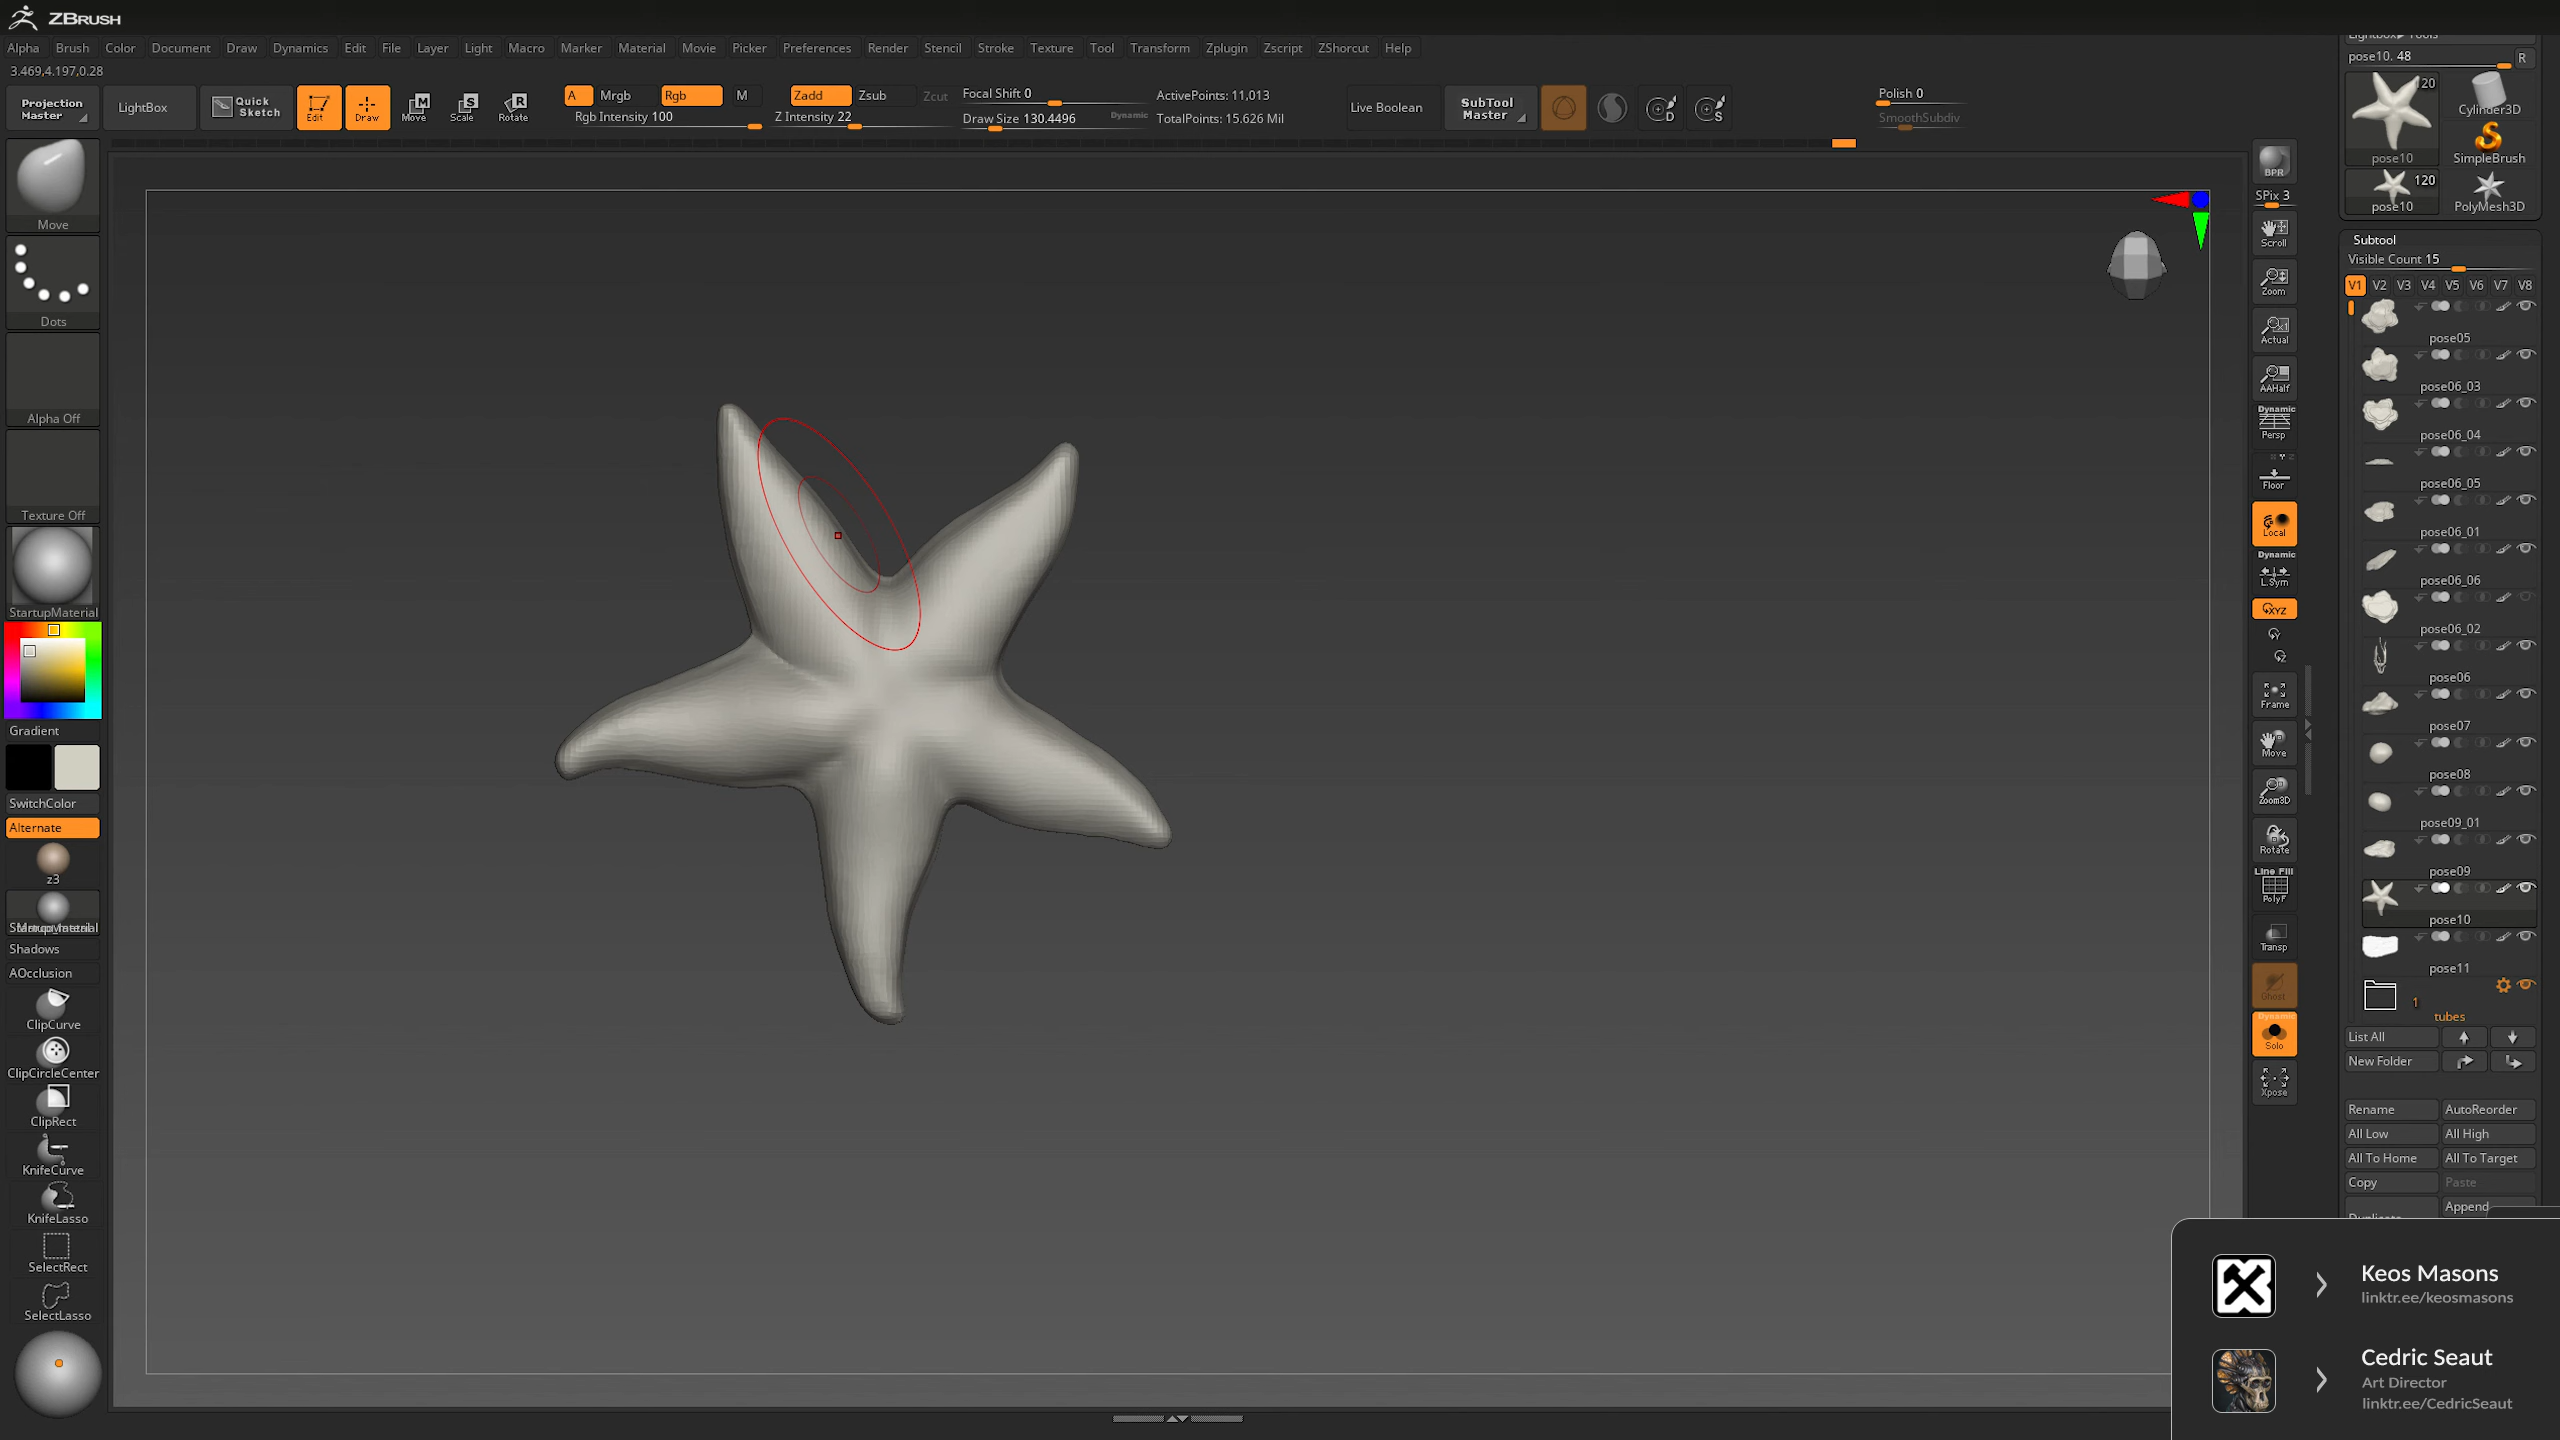 ZBRUSH
Alpha Brush Color Document Draw Dynamics Edit File Layer Light Macro Marker Material Movie Picker Preferences Render Stencil Stroke Texture Tool Transform Zplugin Zscript ZShorcut Help
3.469,4.197,0.28
Projection Master
LightBox
Quick Sketch
Edit
Draw
Move
Scale
Rotate
A Mrgb Rgb M
Rgb Intensity 100
Zadd Zsub Zcut
Z Intensity 22
Focal Shift 0
Draw Size 130.4496 Dynamic
ActivePoints: 11,013
TotalPoints: 15.626 Mil
Live Boolean
SubTool Master
D
S
Polish 0
SmoothSubdiv
Move
Dots
Alpha Off
Texture Off
StartupMaterial
Gradient
SwitchColor
Alternate
z3
Shadows
AOcclusion
ClipCurve
ClipCircleCenter
ClipRect
KnifeCurve
KnifeLasso
SelectRect
SelectLasso
BPR
SPix 3
Scroll
Zoom
Actual
AAHalf
Dynamic
Persp
Floor
Local
Dynamic
L.Sym
XYZ
Y
Z
Frame
Move
Zoom3D
Rotate
Line Fill
PolyF
Transp
Ghost
Dynamic
Solo
Xpose
Lightbox▶Tools
pose10. 48 R
120
pose10
Cylinder3D
SimpleBrush
120
pose10
PolyMesh3D
Subtool
Visible Count 15
V1 V2 V3 V4 V5 V6 V7 V8
pose05
pose06_03
pose06_04
pose06_05
pose06_01
pose06_06
pose06_02
pose06
pose07
pose08
pose09_01
pose09
pose10
pose11
1
tubes
List All
New Folder
Rename AutoReorder
All Low All High
All To Home All To Target
Copy Paste
Duplicate Append
Keos Masons
linktr.ee/keosmasons
Cedric Seaut
Art Director
linktr.ee/CedricSeaut